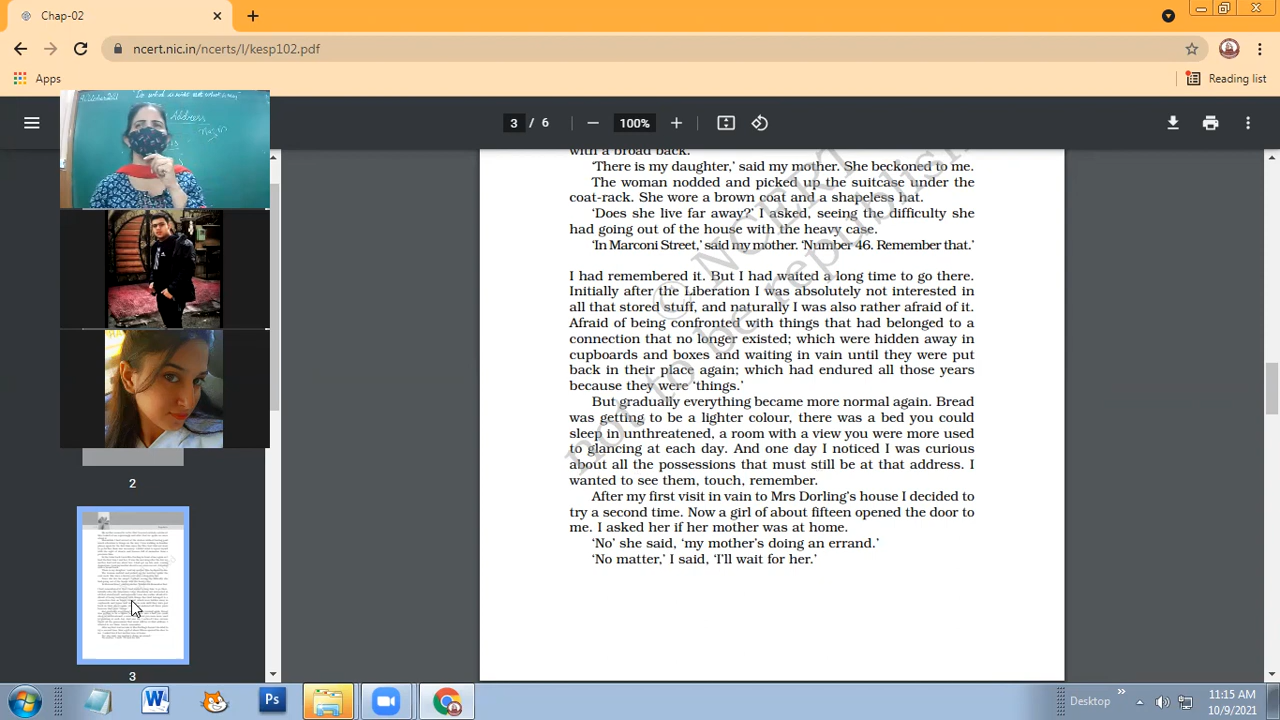 Chap-02
ncert.nic.in/ncerts/l/kesp102.pdf
Apps
Reading list
Address
3 / 6
100%
with a broad back.
‘There is my daughter,’ said my mother. She beckoned to me.
The woman nodded and picked up the suitcase under the
coat-rack. She wore a brown coat and a shapeless hat.
‘Does she live far away?’ I asked, seeing the difficulty she
had going out of the house with the heavy case.
‘In Marconi Street,’ said my mother. ‘Number 46. Remember that.’
I had remembered it. But I had waited a long time to go there.
Initially after the Liberation I was absolutely not interested in
all that stored stuff, and naturally I was also rather afraid of it.
Afraid of being confronted with things that had belonged to a
connection that no longer existed; which were hidden away in
cupboards and boxes and waiting in vain until they were put
back in their place again; which had endured all those years
because they were ‘things.’
But gradually everything became more normal again. Bread
was getting to be a lighter colour, there was a bed you could
sleep in unthreatened, a room with a view you were more used
to glancing at each day. And one day I noticed I was curious
about all the possessions that must still be at that address. I
wanted to see them, touch, remember.
After my first visit in vain to Mrs Dorling’s house I decided to
try a second time. Now a girl of about fifteen opened the door to
me. I asked her if her mother was at home.
‘No’ she said, ‘my mother’s doing an errand.’
‘No matter,’ I said, ‘I’ll wait for her.’
© NCERT
not to be republish
2
3
W
Ps
Desktop
11:15 AM
10/9/2021